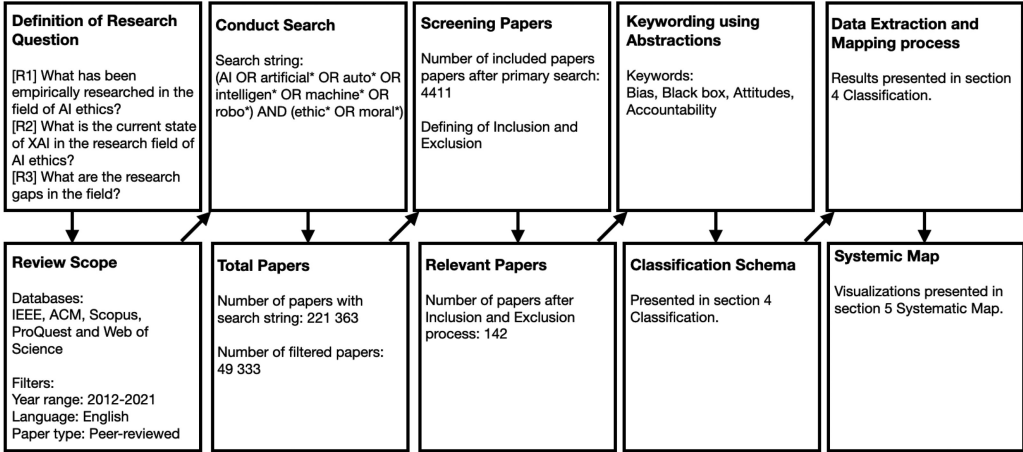 Definition of Research
Question
[R1] What has been
empirically researched in the
field of AI ethics?
[R2] What is the current state
of XAI in the research field of
AI ethics?
[R3] What are the research
gaps in the field?
Conduct Search
Search string:
(AI OR artificial* OR auto* OR
intelligen* OR machine* OR
robo*) AND (ethic* OR moral*)
Screening Papers
Number of included papers
papers after primary search:
4411
Defining of Inclusion and
Exclusion
Keywording using
Abstractions
Keywords:
Bias, Black box, Attitudes,
Accountability
Data Extraction and
Mapping process
Results presented in section
4 Classification.
Review Scope
Databases:
IEEE, ACM, Scopus,
ProQuest and Web of
Science
Filters:
Year range: 2012-2021
Language: English
Paper type: Peer-reviewed
Total Papers
Number of papers with
search string: 221 363
Number of filtered papers:
49 333
Relevant Papers
Number of papers after
Inclusion and Exclusion
process: 142
Classification Schema
Presented in section 4
Classification.
Systemic Map
Visualizations presented in
section 5 Systematic Map.